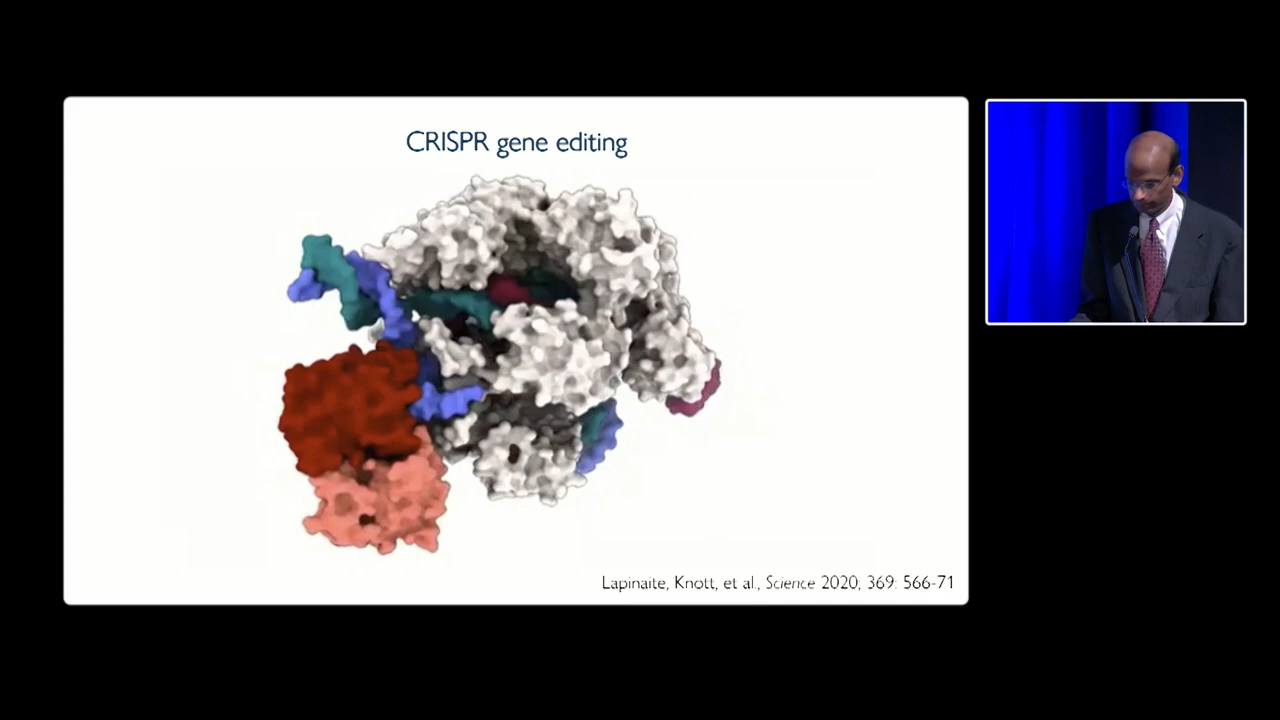 CRISPR gene editing
Lapinaite, Knott, et al., Science 2020; 369: 566-71